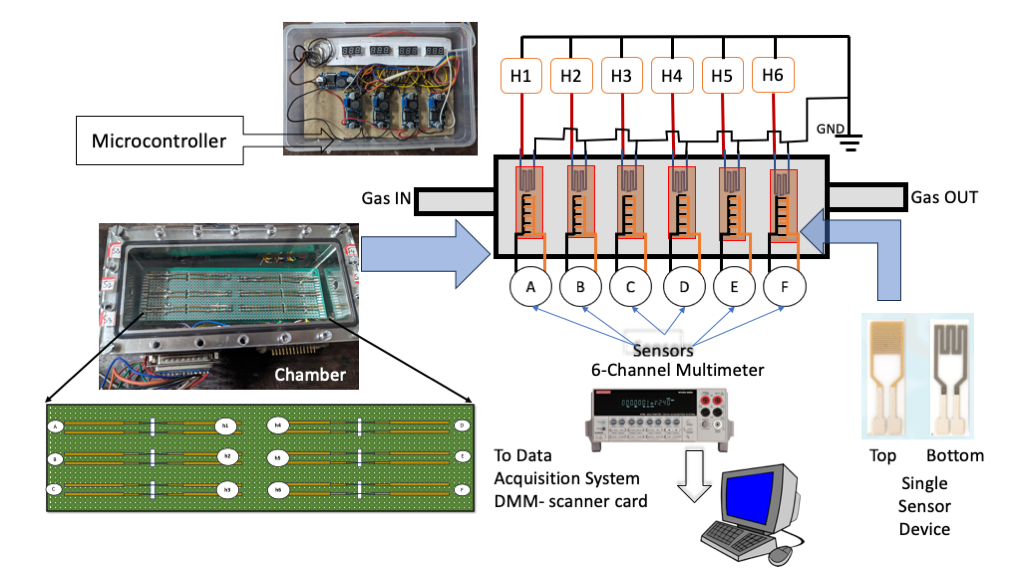 H1 H2 H3 H4 H5 H6
Microcontroller
GND
Gas IN
Gas OUT
A B C D E F
Chamber
Sensors
6-Channel Multimeter
A h1 h4 D
B h2 h5 E
C h3 h6 F
To Data
Acquisition System
DMM- scanner card
Top Bottom
Single
Sensor
Device